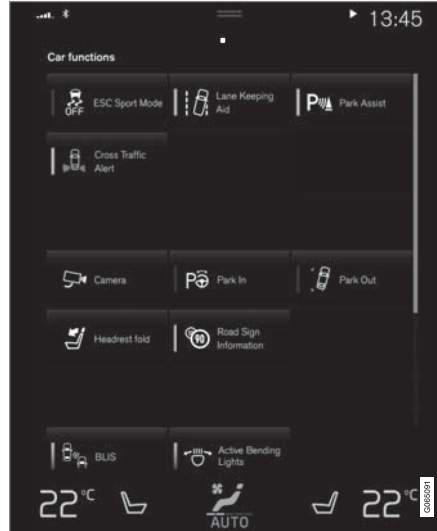 13:45
Car functions
OFF
ESC Sport Mode
Lane Keeping
Aid
P
Park Assist
Cross Traffic
Alert
Camera
P
Park In
Park Out
Headrest fold
90
Road Sign
Information
BLIS
Active Bending
Lights
22°C
AUTO
22°C
G065091